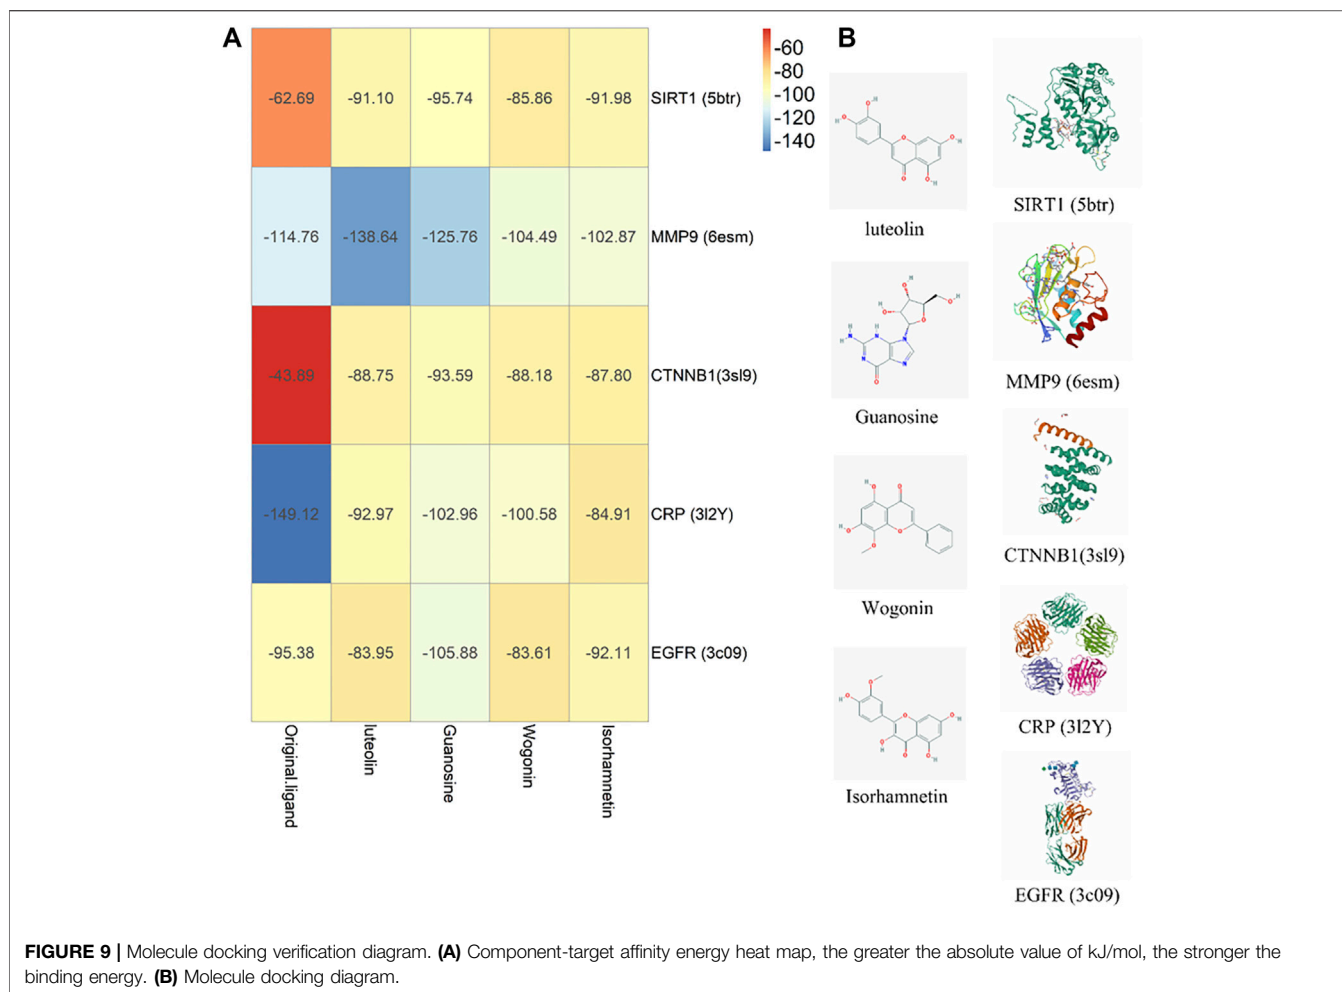 A
-62.69 -91.10 -95.74 -85.86 -91.98 SIRT1 (5btr)
-114.76 -138.64 -125.76 -104.49 -102.87 MMP9 (6esm)
-43.89 -88.75 -93.59 -88.18 -87.80 CTNNB1(3sl9)
-149.12 -92.97 -102.96 -100.58 -84.91 CRP (3l2Y)
-95.38 -83.95 -105.88 -83.61 -92.11 EGFR (3c09)
Original.ligand
luteolin
Guanosine
Wogonin
Isorhamnetin
-60
-80
-100
-120
-140
B
luteolin
Guanosine
Wogonin
Isorhamnetin
SIRT1 (5btr)
MMP9 (6esm)
CTNNB1(3sl9)
CRP (3l2Y)
EGFR (3c09)
FIGURE 9 | Molecule docking verification diagram. (A) Component-target affinity energy heat map, the greater the absolute value of kJ/mol, the stronger the
binding energy. (B) Molecule docking diagram.